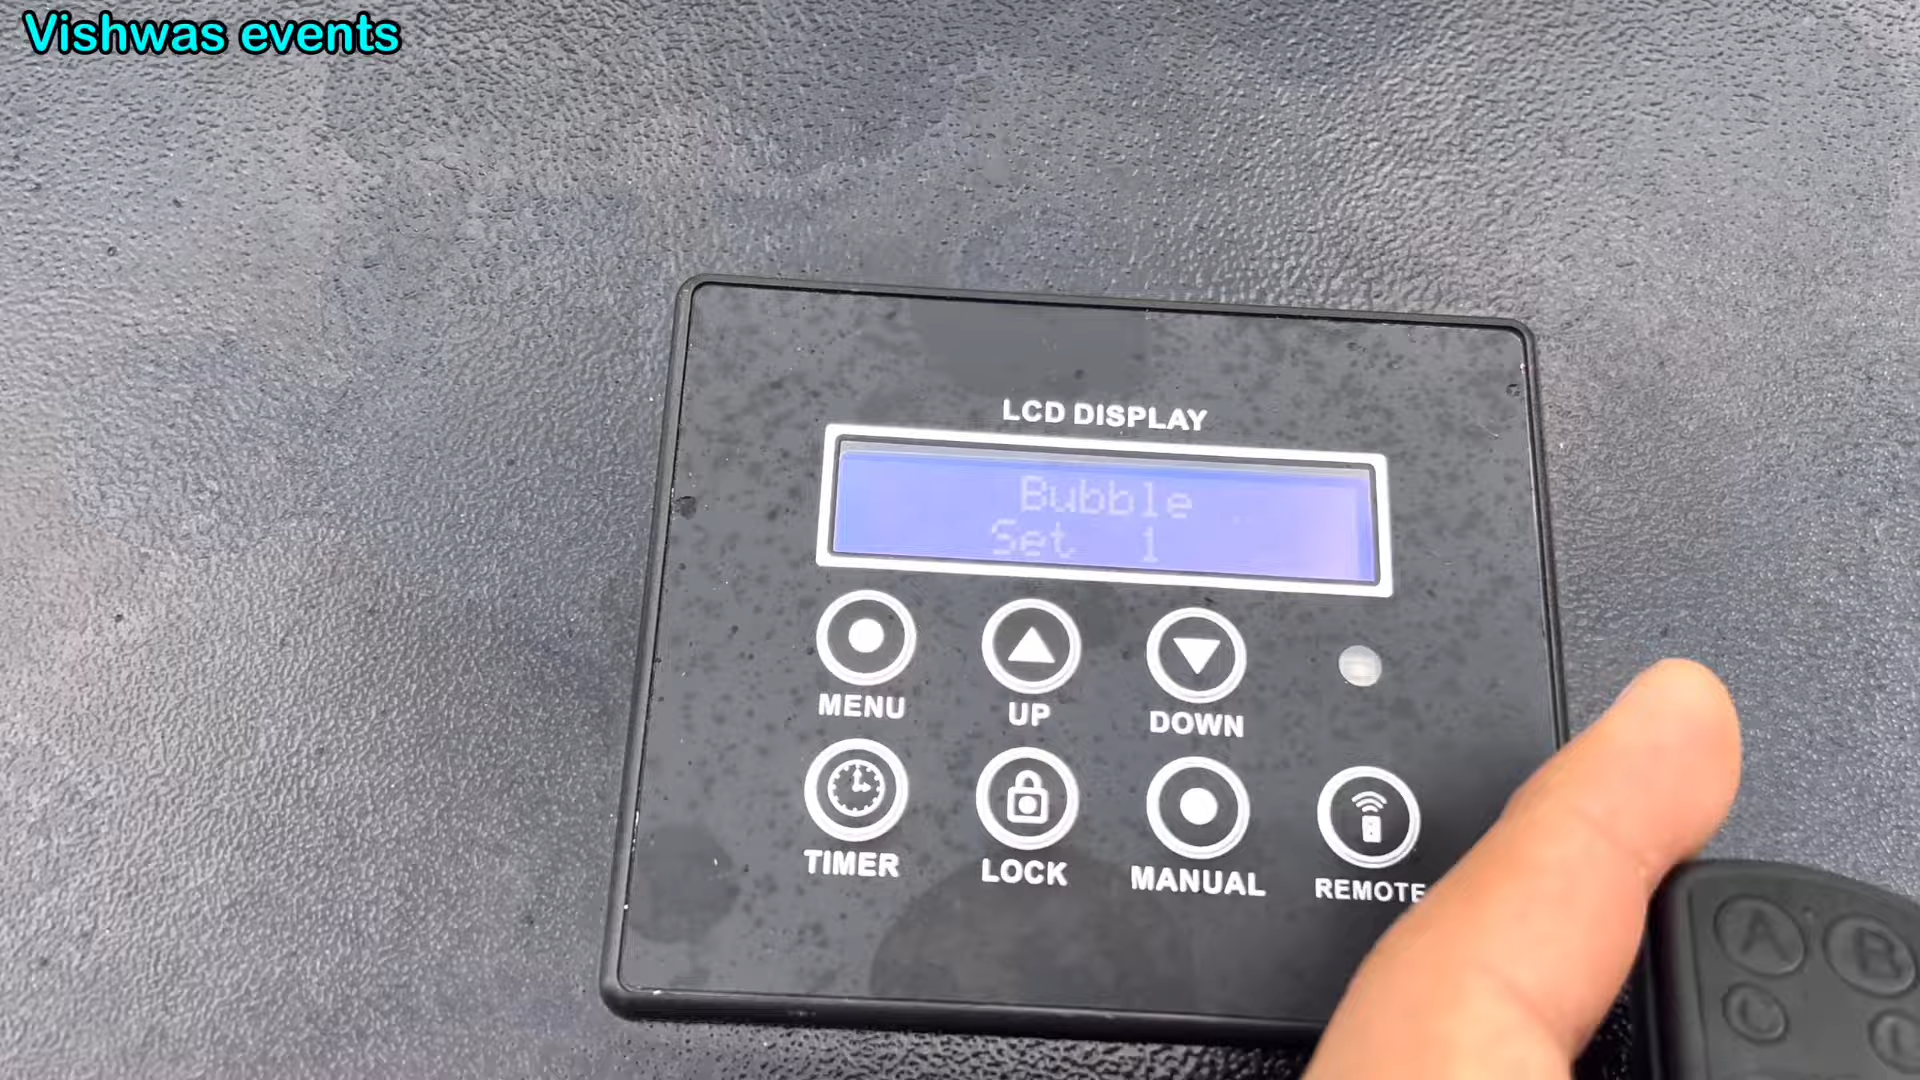 Vishwas events
LCD DISPLAY
Bubble
Set 1
MENU
UP
DOWN
TIMER
LOCK
MANUAL
REMOTE
A
B
C